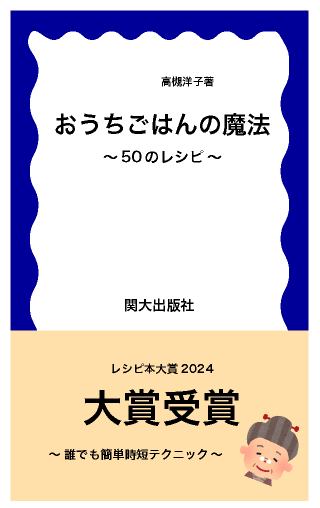 高槻洋子著
おうちごはんの魔法
～50のレシピ～
関大出版社
レシピ本大賞2024
大賞受賞
～誰でも簡単時短テクニック～